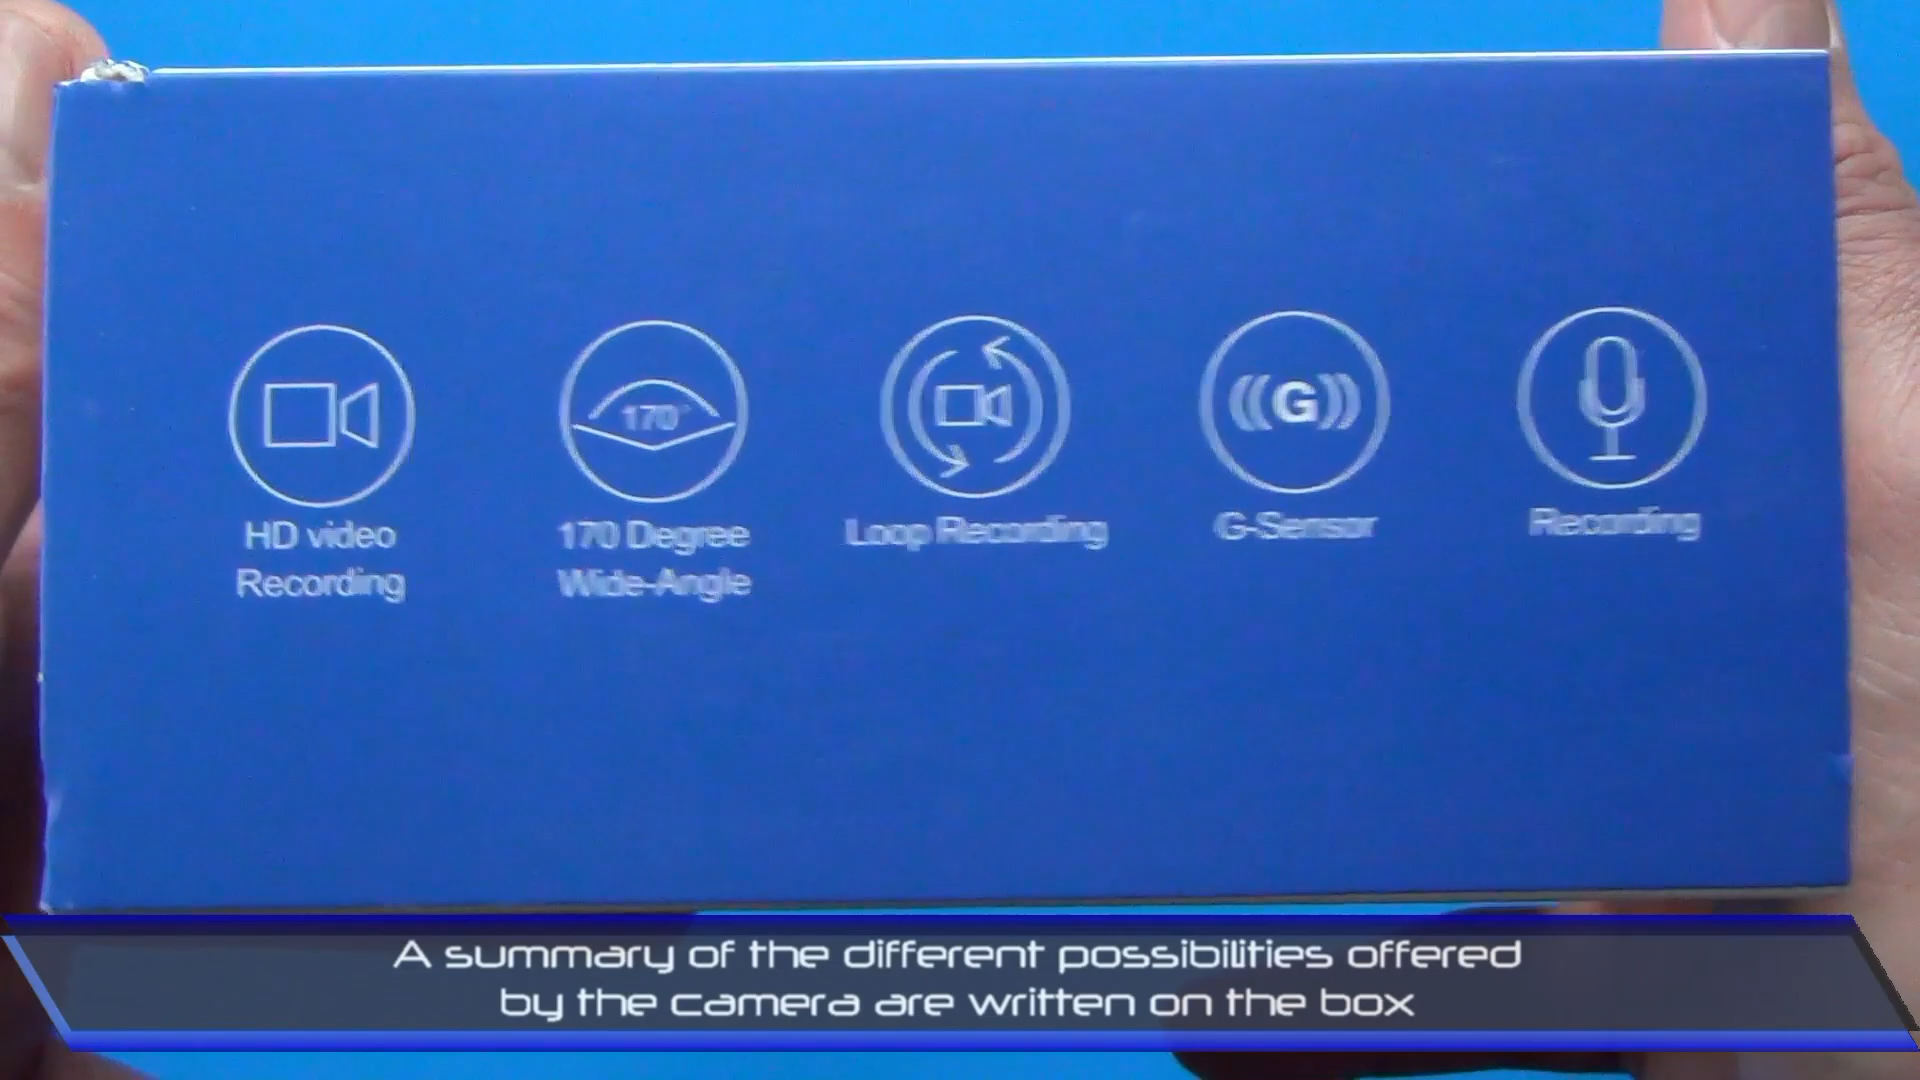 170°
G
HD video
Recording
170 Degree
Wide-Angle
Loop Recording
G-Sensor
Recording
A summary of the different possibilities offered
by the camera are written on the box